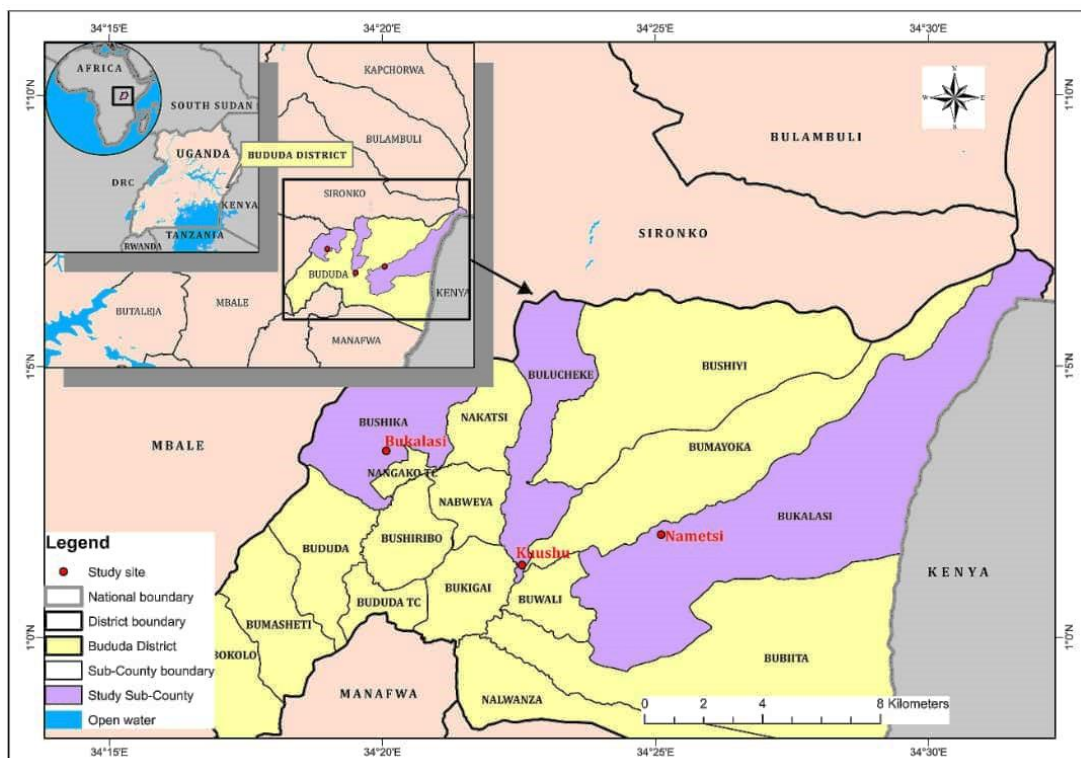 34°15'E
34°20'E
34°25'E
34°30'E
1°10'N
1°10'N
1°5'N
1°5'N
1°0'N
1°0'N
34°15'E
34°20'E
34°25'E
34°30'E
AFRICA
SOUTH SUDAN
UGANDA
BUDUDA DISTRICT
DRC
KENYA
TANZANIA
RWANDA
KAPCHORWA
BULAMBULI
SIRONKO
BUDUDA
KENYA
BUTALEJA
MBALE
MANAFWA
N
W
E
S
BULAMBULI
SIRONKO
MBALE
KENYA
MANAFWA
BULUCHEKE
BUSHIYI
BUSHIKA
Bukalasi
NAKATSI
NANGAKO TC
BUMAYOKA
NABWEYA
BUKALASI
Nametsi
BUSHIRIBO
BUDUDA
Kuushu
BUKIGAI
BUWALI
BUDUDA TC
BUMASHETI
BOKOLO
BUBIITA
NALWANZA
Legend
Study site
National boundary
District boundary
Bududa District
Sub-County boundary
Study Sub-County
Open water
0 2 4 8 Kilometers